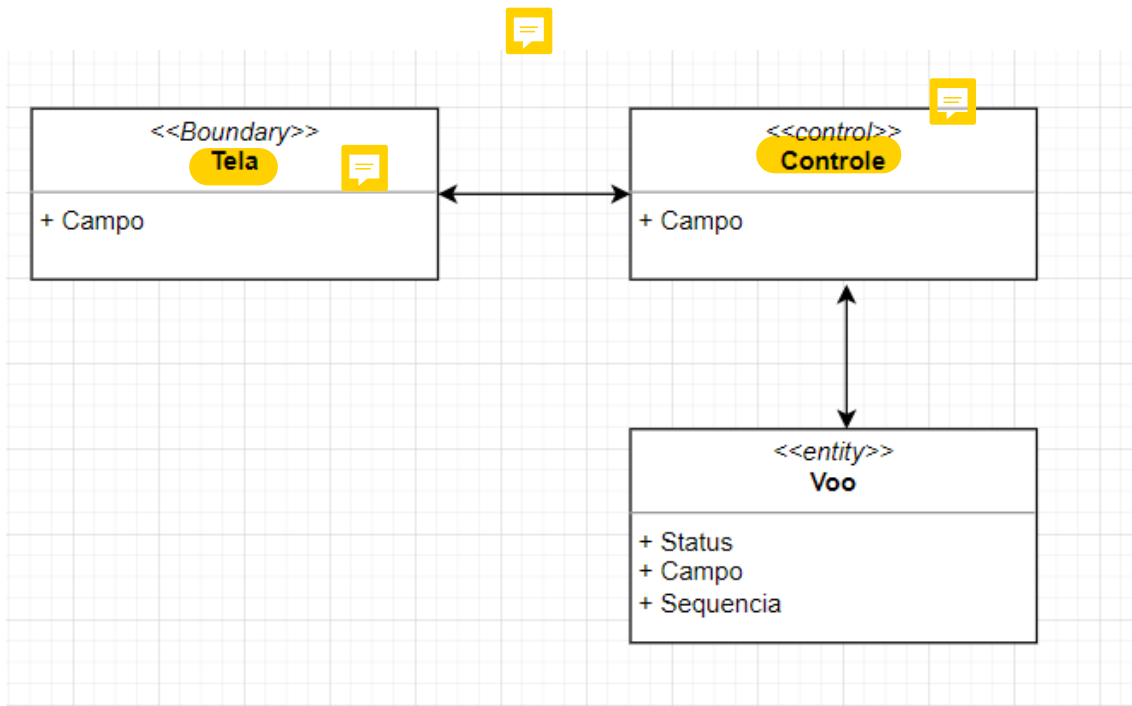 <<Boundary>>
Tela
+ Campo
<<control>>
Controle
+ Campo
<<entity>>
Voo
+ Status
+ Campo
+ Sequencia